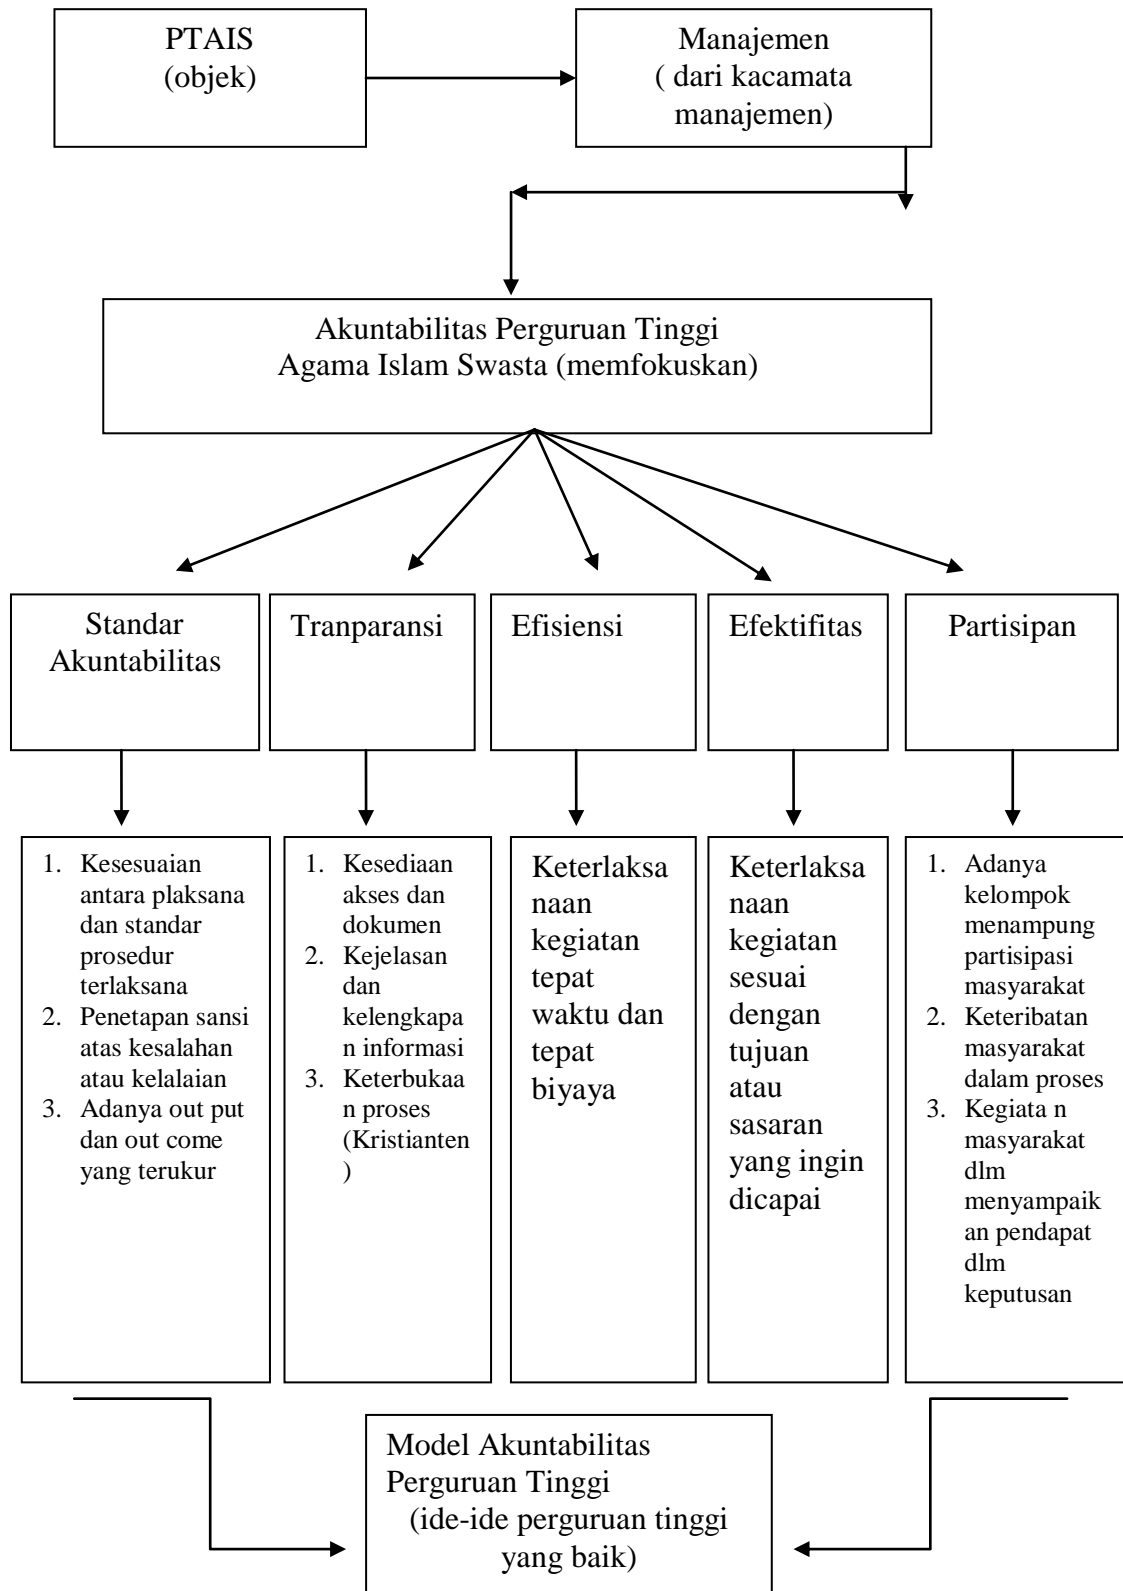 PTAIS
(objek)
Manajemen
( dari kacamata
manajemen)
Akuntabilitas Perguruan Tinggi
Agama Islam Swasta (memfokuskan)
Standar
Akuntabilitas
Tranparansi
Efisiensi
Efektifitas
Partisipan
1. Kesesuaian
antara plaksana
dan standar
prosedur
terlaksana
2. Penetapan sansi
atas kesalahan
atau kelalaian
3. Adanya out put
dan out come
yang terukur
1. Kesediaan
akses dan
dokumen
2. Kejelasan
dan
kelengkapa
n informasi
3. Keterbukaa
n proses
(Kristianten
)
Keterlaksa
naan
kegiatan
tepat
waktu dan
tepat
biyaya
Keterlaksa
naan
kegiatan
sesuai
dengan
tujuan
atau
sasaran
yang ingin
dicapai
1. Adanya
kelompok
menampung
partisipasi
masyarakat
2. Keteribatan
masyarakat
dalam proses
3. Kegiata n
masyarakat
dlm
menyampaik
an pendapat
dlm
keputusan
Model Akuntabilitas
Perguruan Tinggi
(ide-ide perguruan tinggi
yang baik)